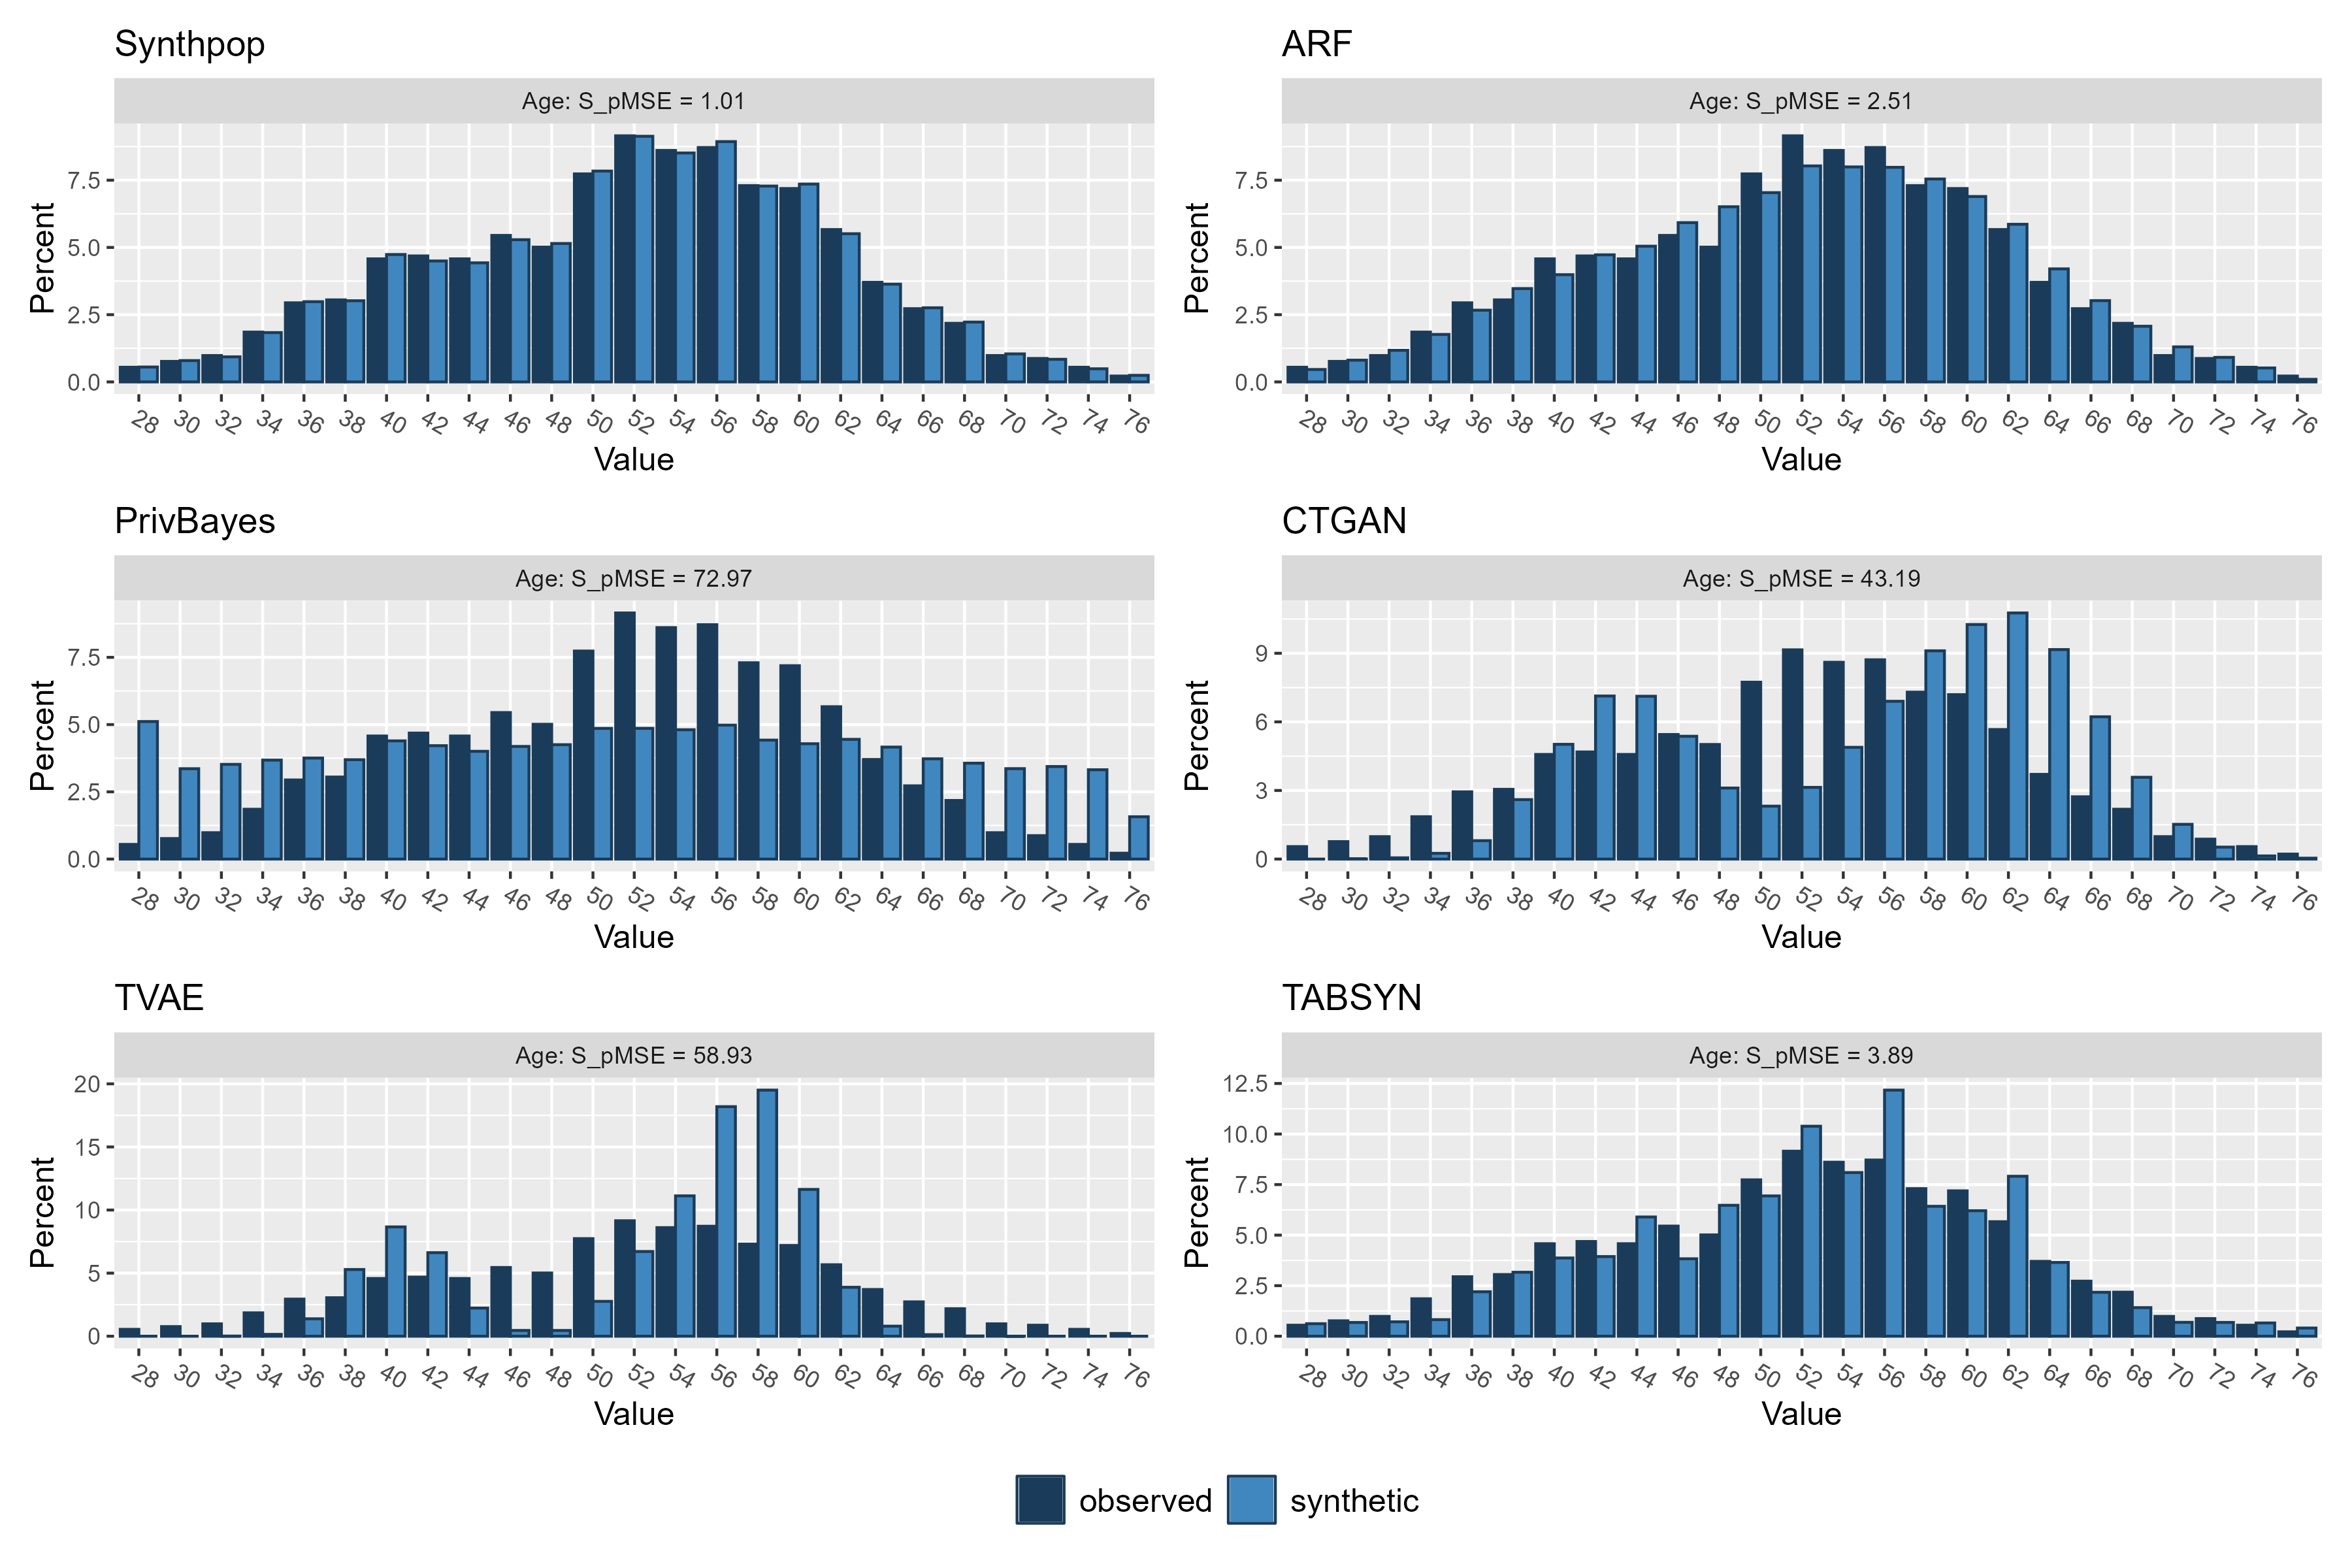 Synthpop
Age: S_pMSE = 1.01
Percent
7.5
5.0
2.5
0.0
28 30 32 34 36 38 40 42 44 46 48 50 52 54 56 58 60 62 64 66 68 70 72 74 76
Value
ARF
Age: S_pMSE = 2.51
Percent
7.5
5.0
2.5
0.0
28 30 32 34 36 38 40 42 44 46 48 50 52 54 56 58 60 62 64 66 68 70 72 74 76
Value
PrivBayes
Age: S_pMSE = 72.97
Percent
7.5
5.0
2.5
0.0
28 30 32 34 36 38 40 42 44 46 48 50 52 54 56 58 60 62 64 66 68 70 72 74 76
Value
CTGAN
Age: S_pMSE = 43.19
Percent
9
6
3
0
28 30 32 34 36 38 40 42 44 46 48 50 52 54 56 58 60 62 64 66 68 70 72 74 76
Value
TVAE
Age: S_pMSE = 58.93
Percent
20
15
10
5
0
28 30 32 34 36 38 40 42 44 46 48 50 52 54 56 58 60 62 64 66 68 70 72 74 76
Value
TABSYN
Age: S_pMSE = 3.89
Percent
12.5
10.0
7.5
5.0
2.5
0.0
28 30 32 34 36 38 40 42 44 46 48 50 52 54 56 58 60 62 64 66 68 70 72 74 76
Value
observed synthetic